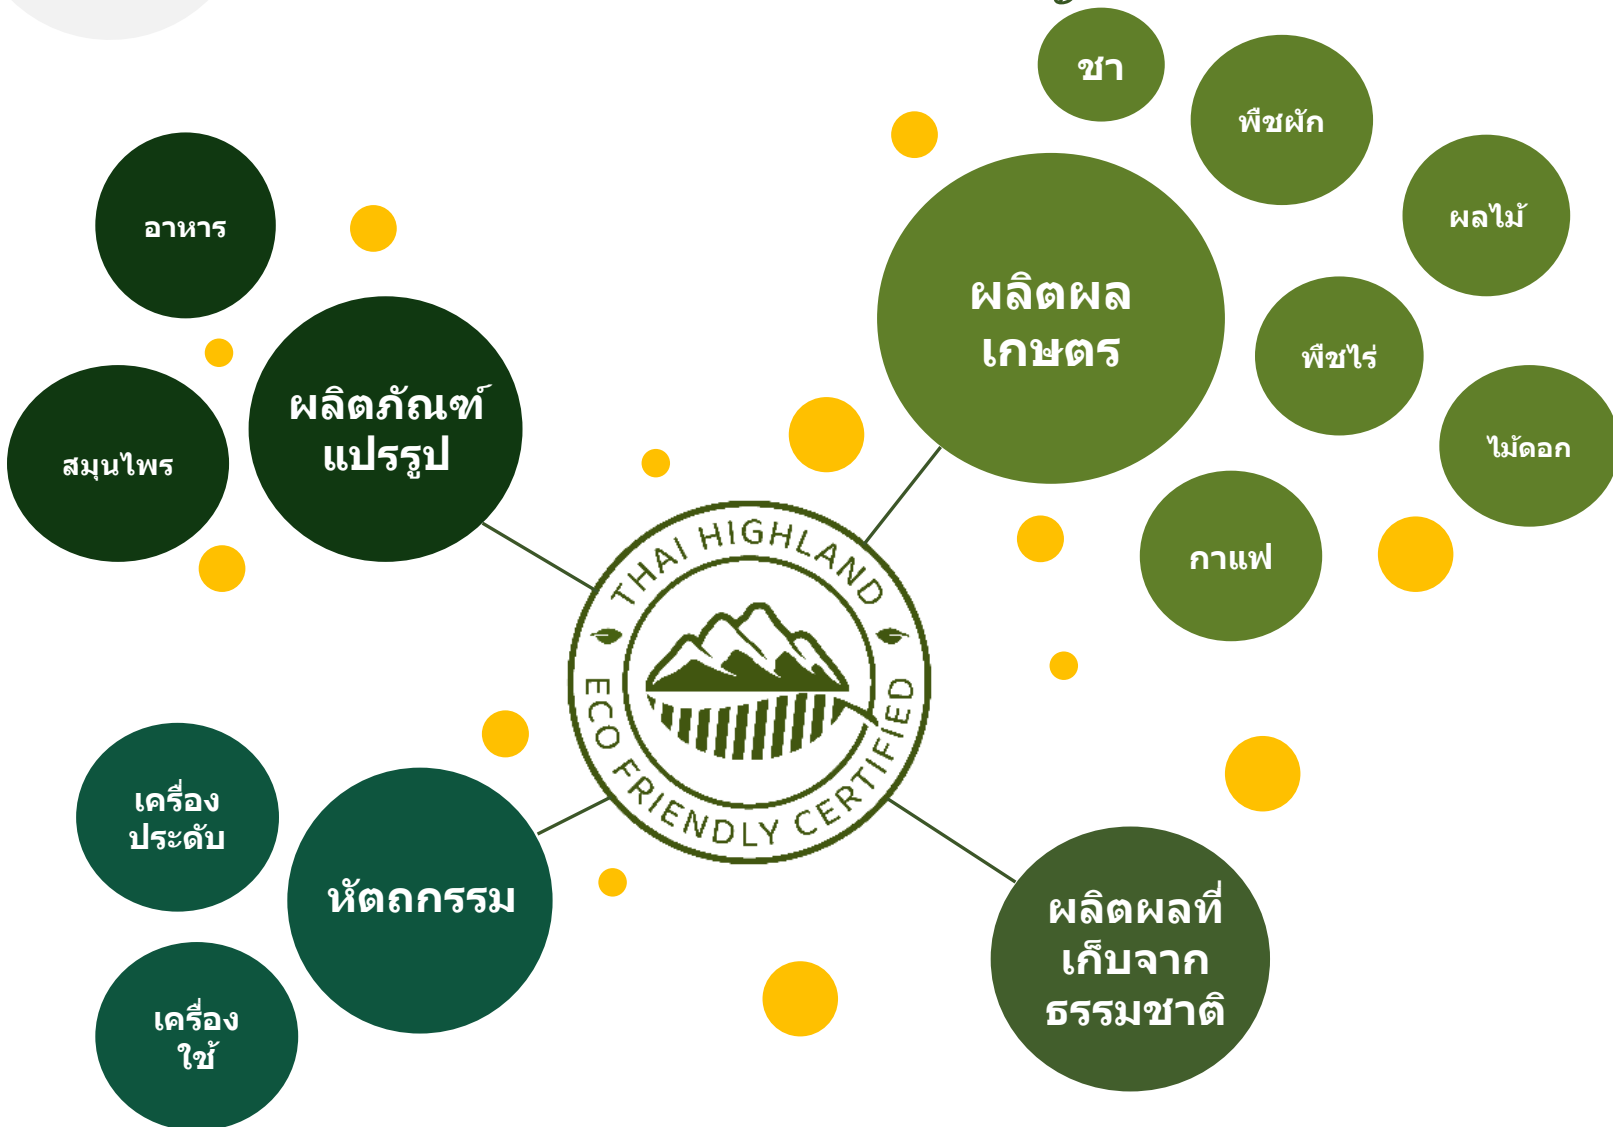 ชา
พืชผัก
ผลไม้
อาหาร
ผลิตผล
เกษตร
พืชไร่
ผลิตภัณฑ์
แปรรูป
สมุนไพร
ไม้ดอก
กาแฟ
THAI HIGHLAND
ECO FRIENDLY CERTIFIED
เครื่อง
ประดับ
หัตถกรรม
ผลิตผลที่
เก็บจาก
ธรรมชาติ
เครื่อง
ใช้